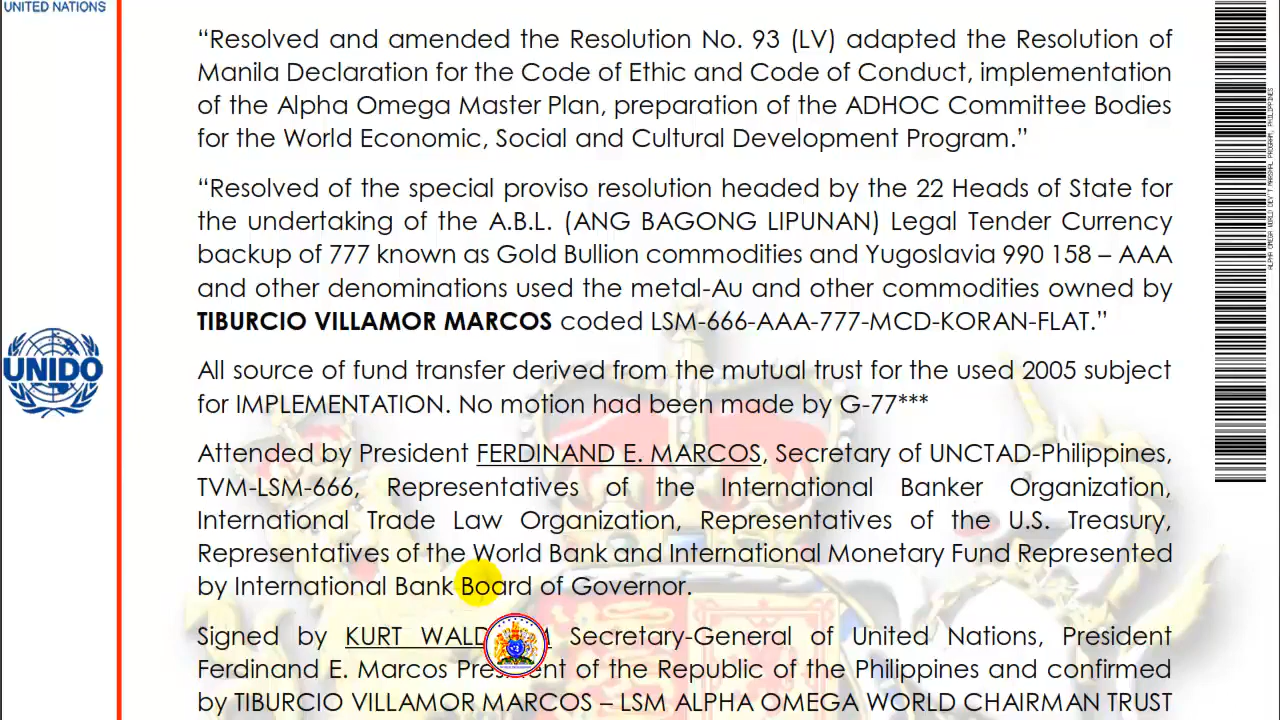 UNITED NATIONS
“Resolved and amended the Resolution No. 93 (LV) adapted the Resolution of
Manila Declaration for the Code of Ethic and Code of Conduct, implementation
of the Alpha Omega Master Plan, preparation of the ADHOC Committee Bodies
for the World Economic, Social and Cultural Development Program.”
“Resolved of the special proviso resolution headed by the 22 Heads of State for
the undertaking of the A.B.L. (ANG BAGONG LIPUNAN) Legal Tender Currency
backup of 777 known as Gold Bullion commodities and Yugoslavia 990 158 – AAA
and other denominations used the metal-Au and other commodities owned by
TIBURCIO VILLAMOR MARCOS coded LSM-666-AAA-777-MCD-KORAN-FLAT.”
UNIDO
All source of fund transfer derived from the mutual trust for the used 2005 subject
for IMPLEMENTATION. No motion had been made by G-77***
Attended by President FERDINAND E. MARCOS, Secretary of UNCTAD-Philippines,
TVM-LSM-666, Representatives of the International Banker Organization,
International Trade Law Organization, Representatives of the U.S. Treasury,
Representatives of the World Bank and International Monetary Fund Represented
by International Bank Board of Governor.
Signed by KURT Secretary-General of United Nations, President
Ferdinand E. Marcos of the Republic of the Philippines and confirmed
by TIBURCIO VILLAMOR MARCOS – LSM ALPHA OMEGA WORLD CHAIRMAN TRUST
ALPHA OMEGA WORLD DEV'T MARSHAL PROGRAM, PHILIPPINES